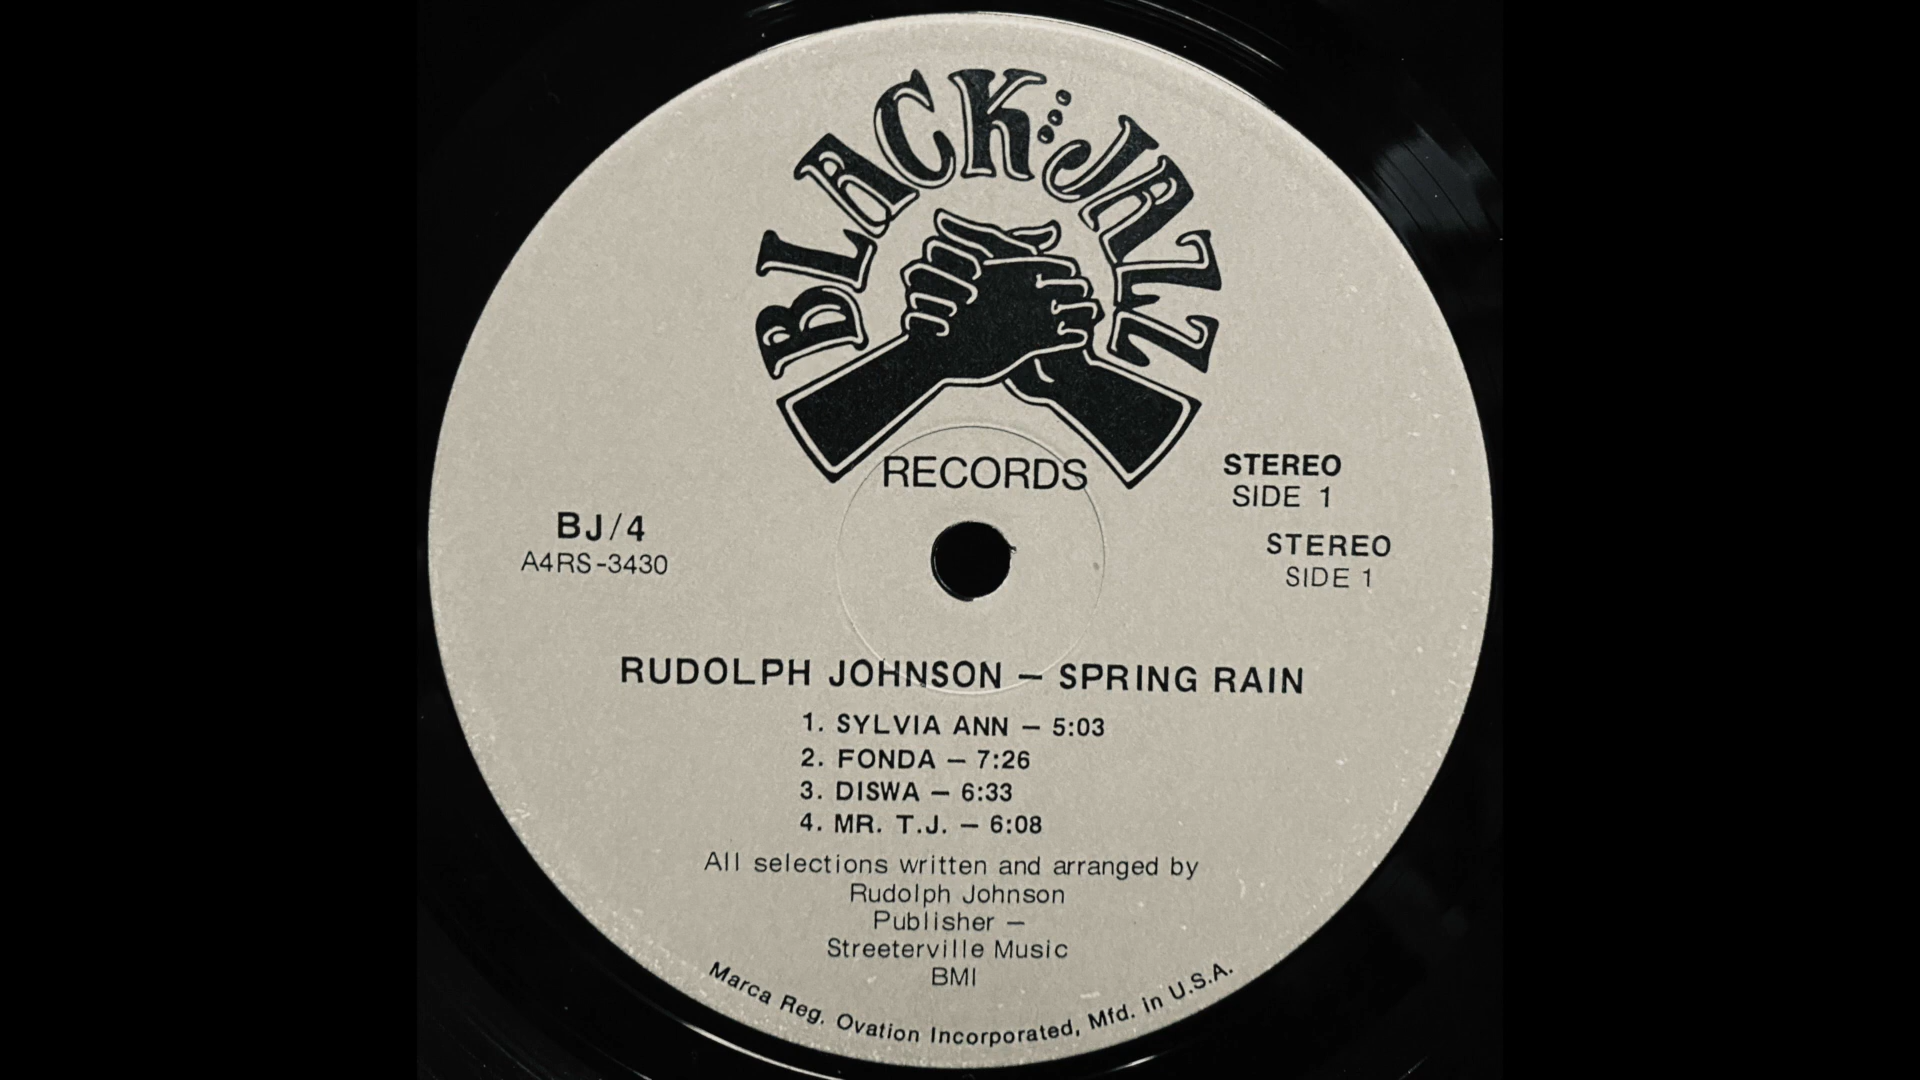 BLACK JAZZ
RECORDS
STEREO
SIDE 1
BJ/4
A4RS-3430
STEREO
SIDE 1
RUDOLPH JOHNSON — SPRING RAIN
1. SYLVIA ANN — 5:03
2. FONDA — 7:26
3. DISWA — 6:33
4. MR. T.J. — 6:08
All selections written and arranged by
Rudolph Johnson
Publisher —
Streeterville Music
BMI
Marca Reg. Ovation Incorporated, Mfd. in U.S.A.